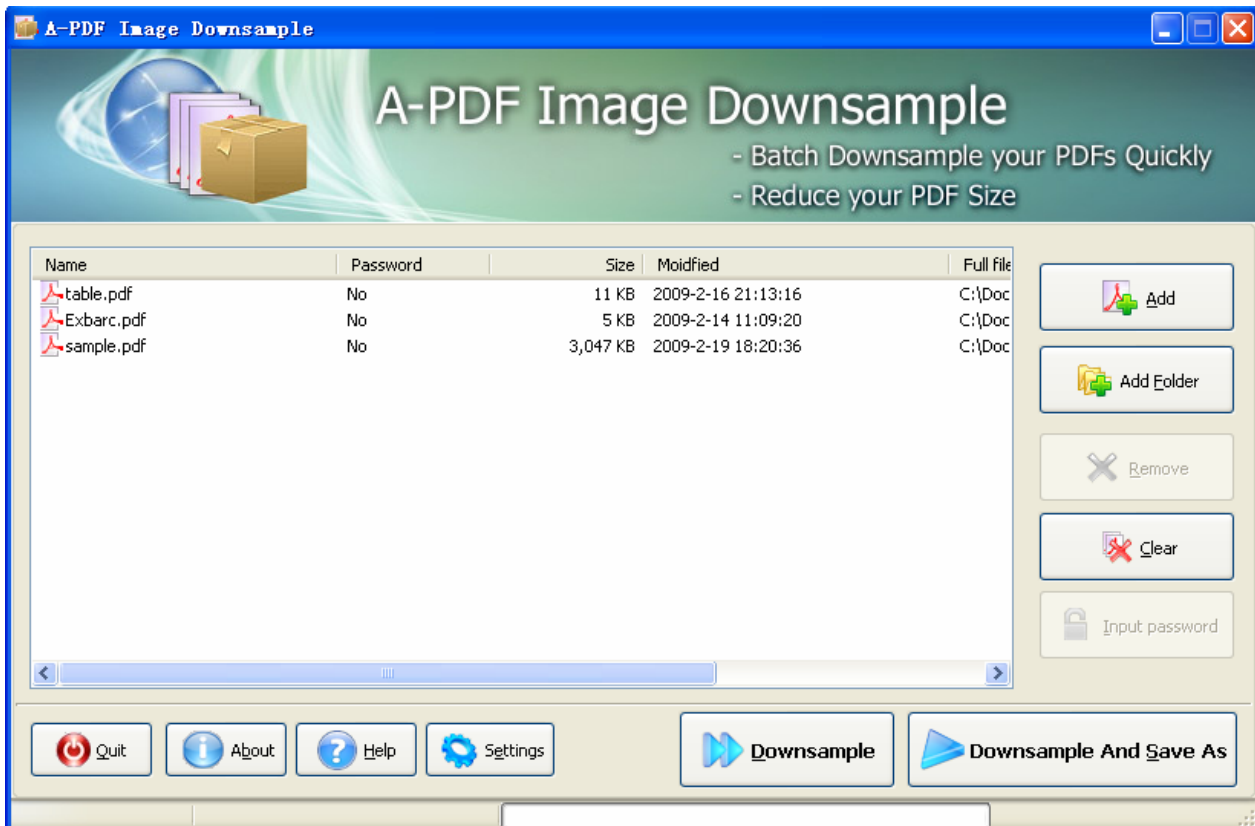 A-PDF Image Downsample
A-PDF Image Downsample
- Batch Downsample your PDFs Quickly
- Reduce your PDF Size
Name Password Size Moidfied Full file
table.pdf No 11 KB 2009-2-16 21:13:16 C:\Doc
Exbarc.pdf No 5 KB 2009-2-14 11:09:20 C:\Doc
sample.pdf No 3,047 KB 2009-2-19 18:20:36 C:\Doc
Add
Add Folder
Remove
Clear
Input password
Quit About Help Settings Downsample Downsample And Save As